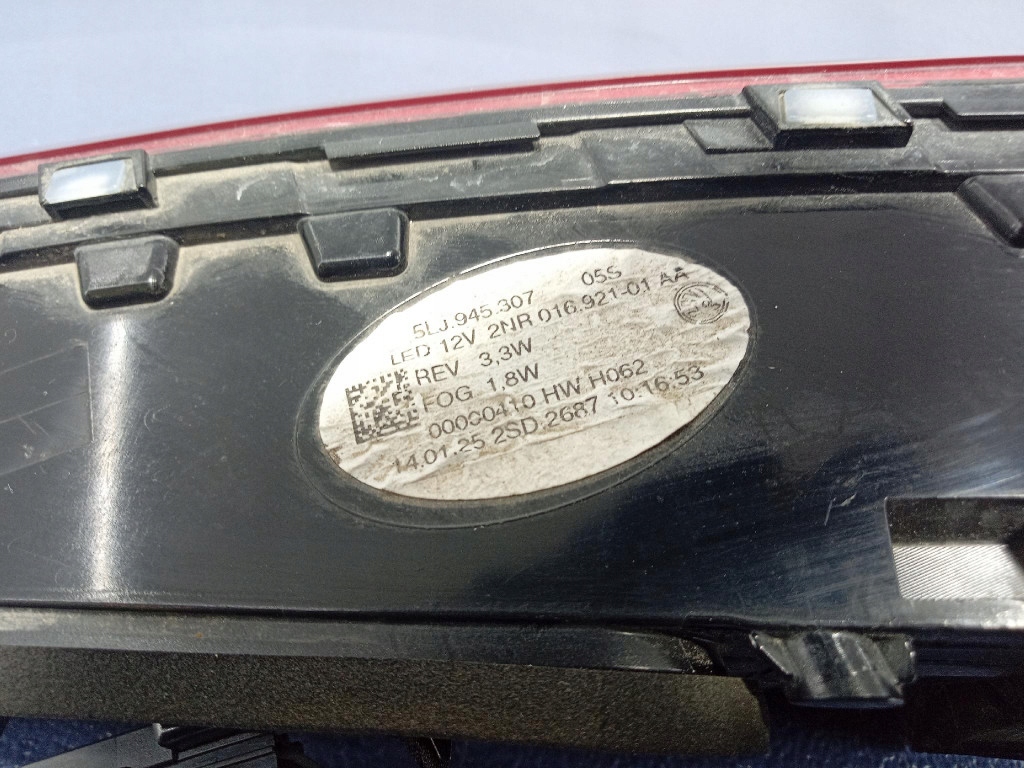 5LJ.945.307 05S
LED 12V 2NR 016.921-01 AA
REV 3,3W
FOG 1,8W
00000410 HW H062
14.01.25 2SD.2687 10:16:53